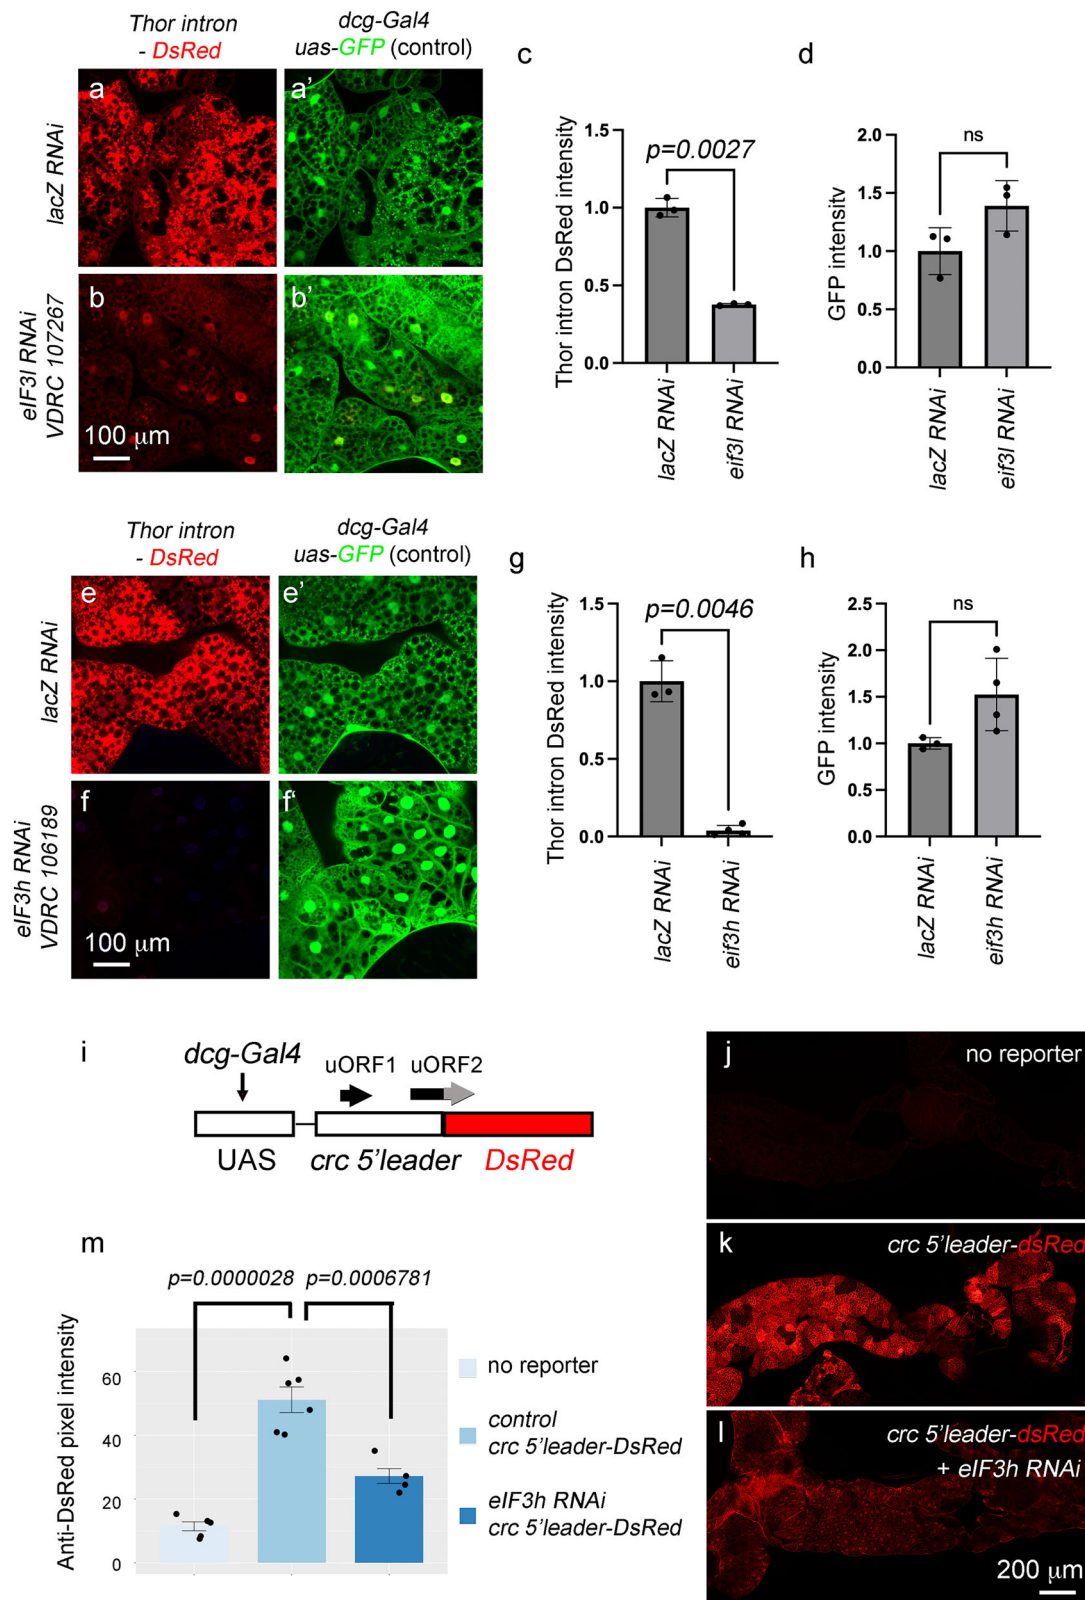 Thor intron
- DsRed
dcg-Gal4
uas-GFP (control)
lacZ RNAi
a
a'
eIF3l RNAi
VDRC 107267
b
b'
100 μm
c
Thor intron DsRed intensity
1.5
1.0
0.5
0.0
p=0.0027
lacZ RNAi
eif3l RNAi
d
GFP intensity
2.0
1.5
1.0
0.5
0.0
ns
lacZ RNAi
eif3l RNAi
Thor intron
- DsRed
dcg-Gal4
uas-GFP (control)
lacZ RNAi
e
e'
eIF3h RNAi
VDRC 106189
f
f'
100 μm
g
Thor intron DsRed intensity
1.5
1.0
0.5
0.0
p=0.0046
lacZ RNAi
eif3h RNAi
h
GFP intensity
2.5
2.0
1.5
1.0
0.5
0.0
ns
lacZ RNAi
eif3h RNAi
i
dcg-Gal4
uORF1
uORF2
UAS
crc 5'leader
DsRed
j
no reporter
k
crc 5'leader-dsRed
l
crc 5'leader-dsRed
+ eIF3h RNAi
200 μm
m
p=0.0000028
p=0.0006781
Anti-DsRed pixel intensity
60
40
20
0
no reporter
control
crc 5'leader-DsRed
eIF3h RNAi
crc 5'leader-DsRed